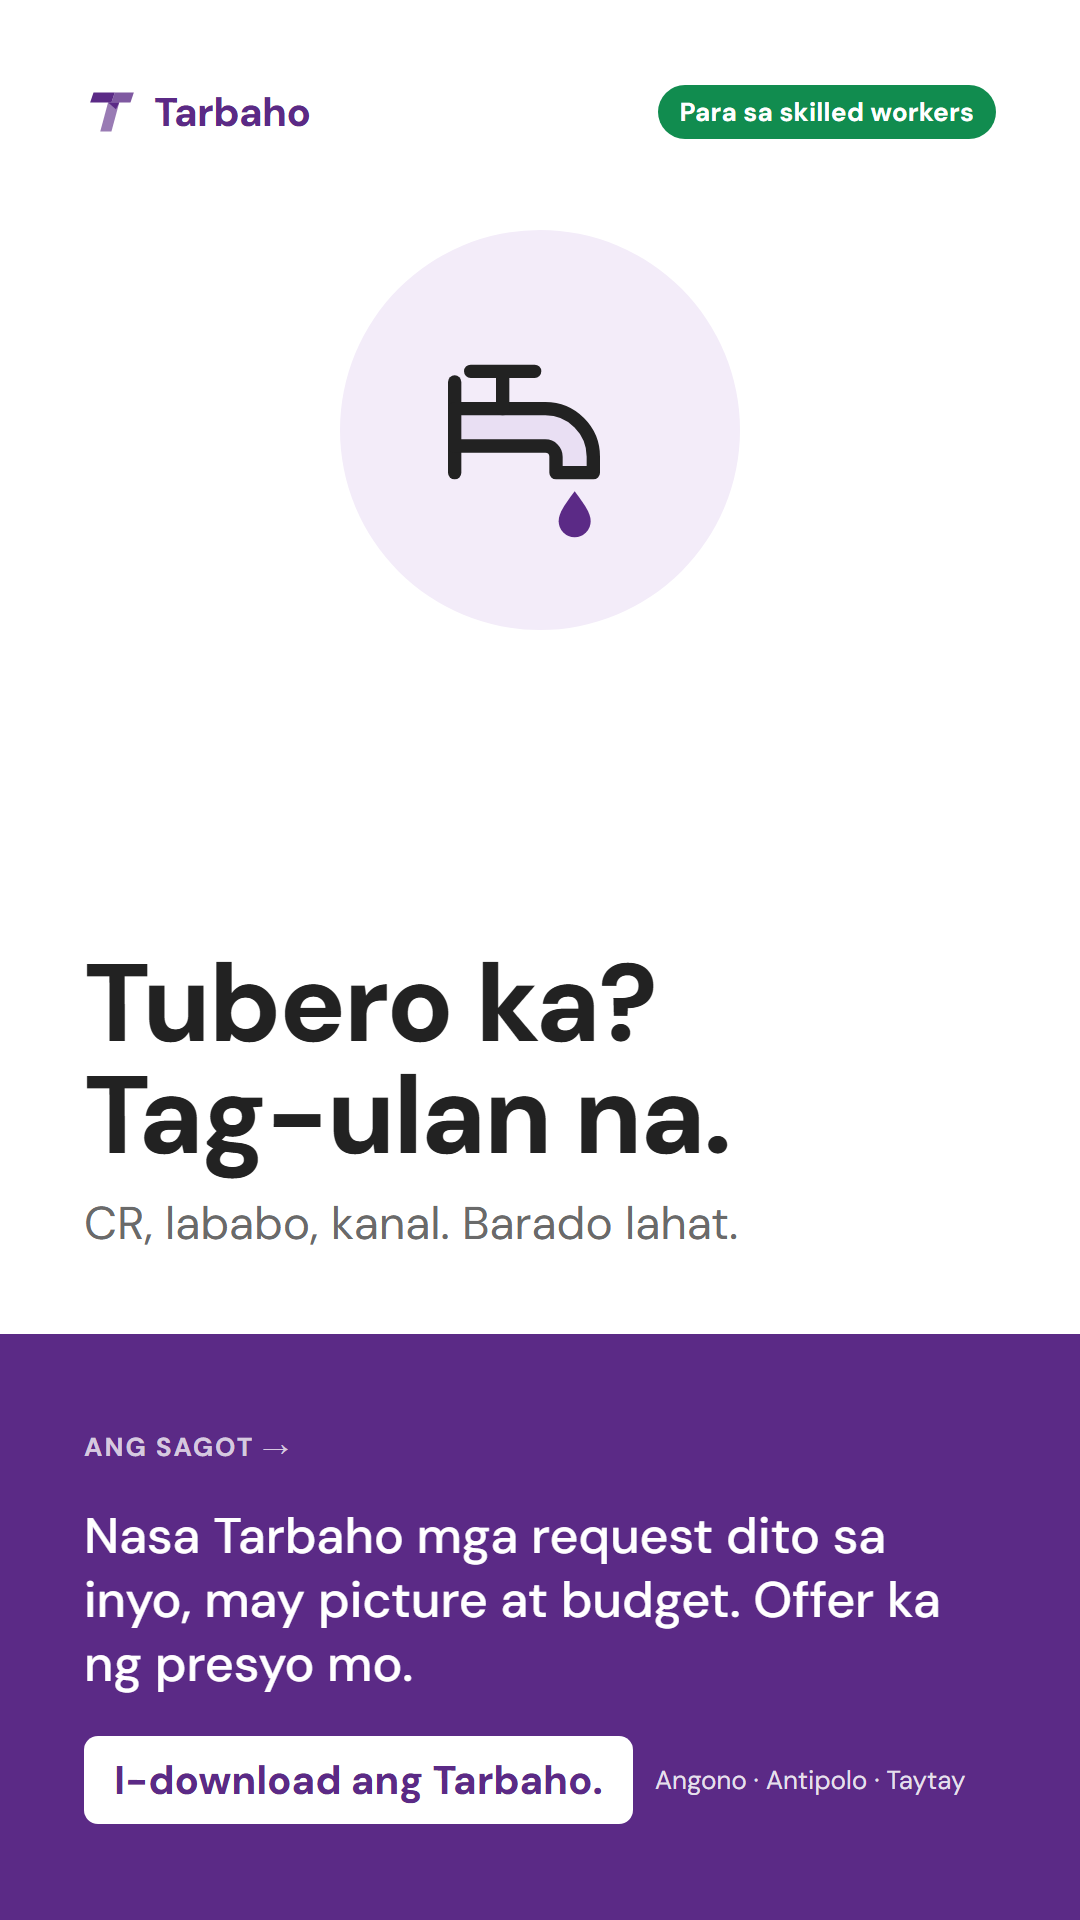 Tarbaho
Para sa skilled workers
Tubero ka?
Tag-ulan na.
CR, lababo, kanal. Barado lahat.
ANG SAGOT →
Nasa Tarbaho mga request dito sa
inyo, may picture at budget. Offer ka
ng presyo mo.
I-download ang Tarbaho.
Angono · Antipolo · Taytay